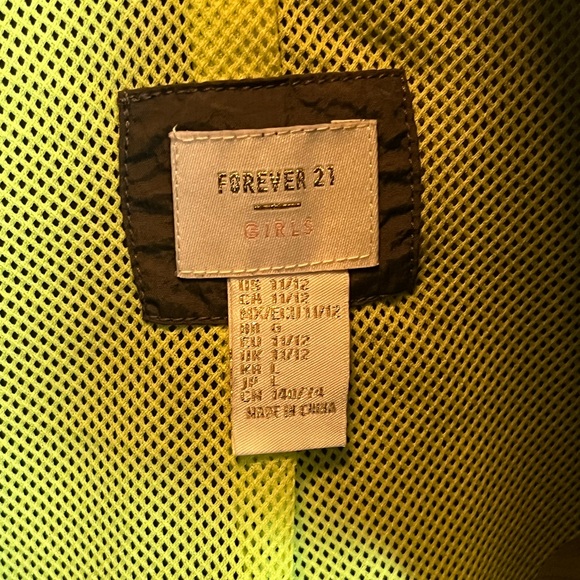 FOREVER 21
GIRLS
US 11/12
CA 11/12
MX/ECU 11/12
BR G
EU 11/12
UK 11/12
KR L
JP L
CN 140/74
MADE IN CHINA